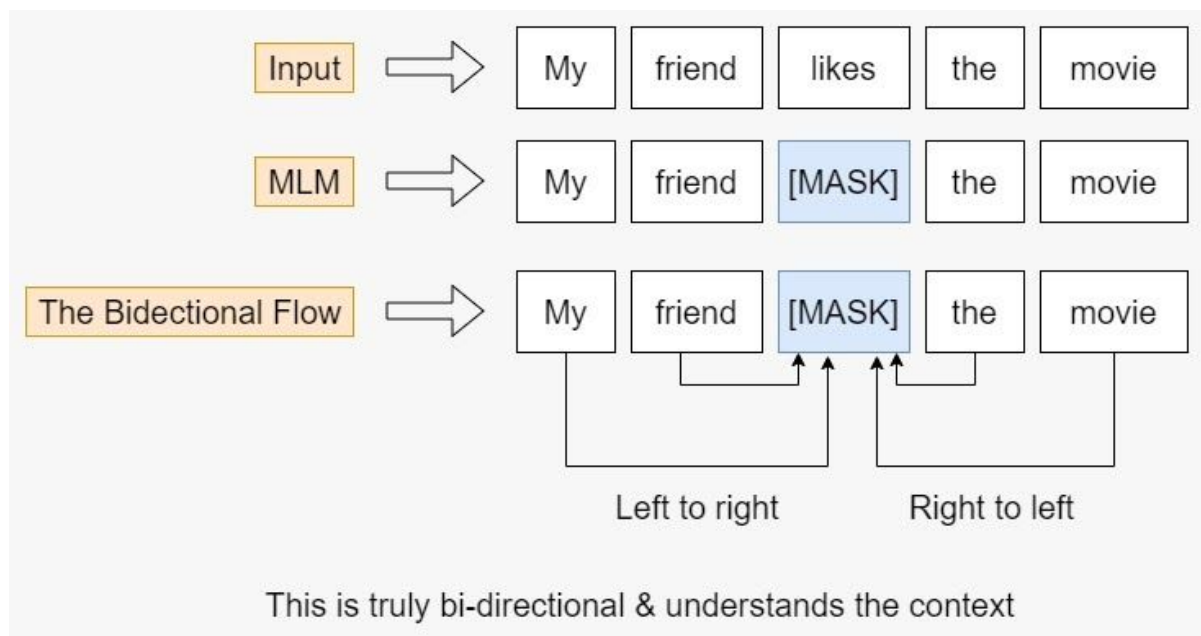 Input My friend likes the movie
MLM My friend [MASK] the movie
The Bidectional Flow My friend [MASK] the movie
Left to right Right to left
This is truly bi-directional & understands the context